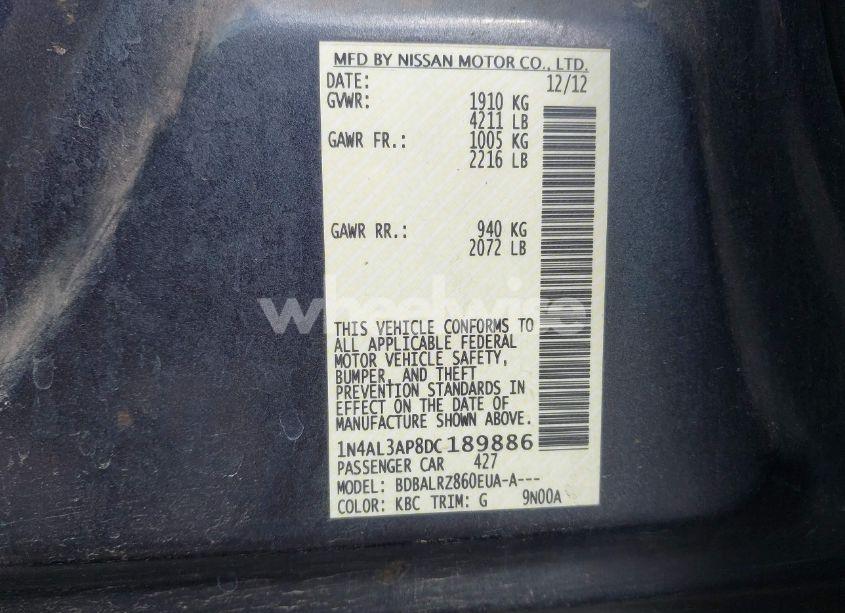 MFD BY NISSAN MOTOR CO., LTD.
DATE: 12/12
GVWR: 1910 KG
4211 LB
GAWR FR.: 1005 KG
2216 LB
GAWR RR.: 940 KG
2072 LB
wheelwise
THIS VEHICLE CONFORMS TO
ALL APPLICABLE FEDERAL
MOTOR VEHICLE SAFETY,
BUMPER, AND THEFT
PREVENTION STANDARDS IN
EFFECT ON THE DATE OF
MANUFACTURE SHOWN ABOVE.
1N4AL3AP8DC189886
PASSENGER CAR 427
MODEL: BDBALRZ860EUA-A---
COLOR: KBC TRIM: G 9N00A